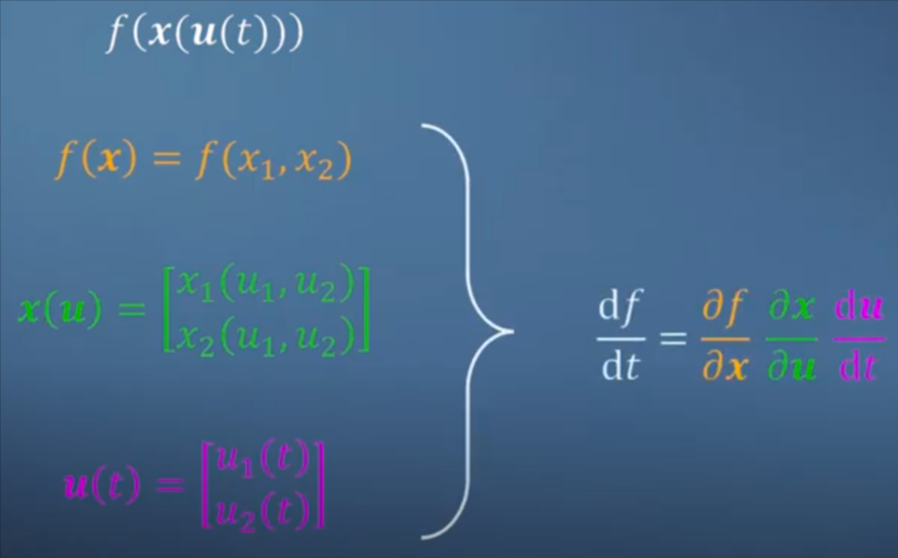 f(x(u(t)))
f(x) = f(x₁, x₂)
x(u) = [x₁(u₁, u₂)
x₂(u₁, u₂)]
df/dt = ∂f/∂x ∂x/∂u du/dt
u(t) = [u₁(t)
u₂(t)]